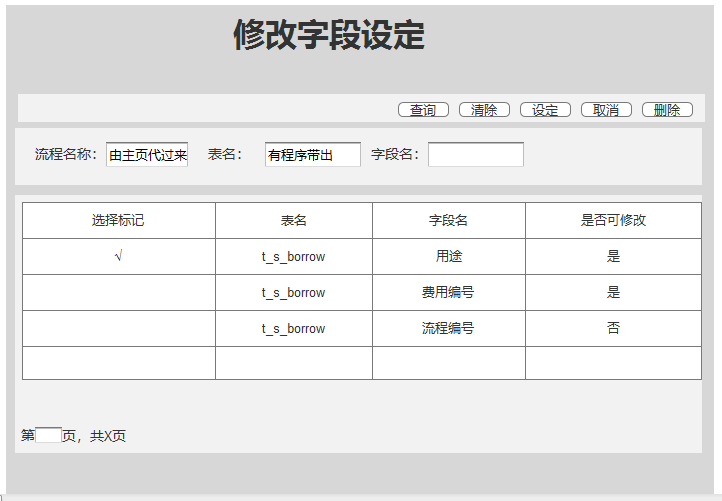 修改字段设定
查询 清除 设定 取消 删除
流程名称： 由主页代过来 表名： 有程序带出 字段名：
选择标记 表名 字段名 是否可修改
√ t_s_borrow 用途 是
t_s_borrow 费用编号 是
t_s_borrow 流程编号 否
第 页，共X页